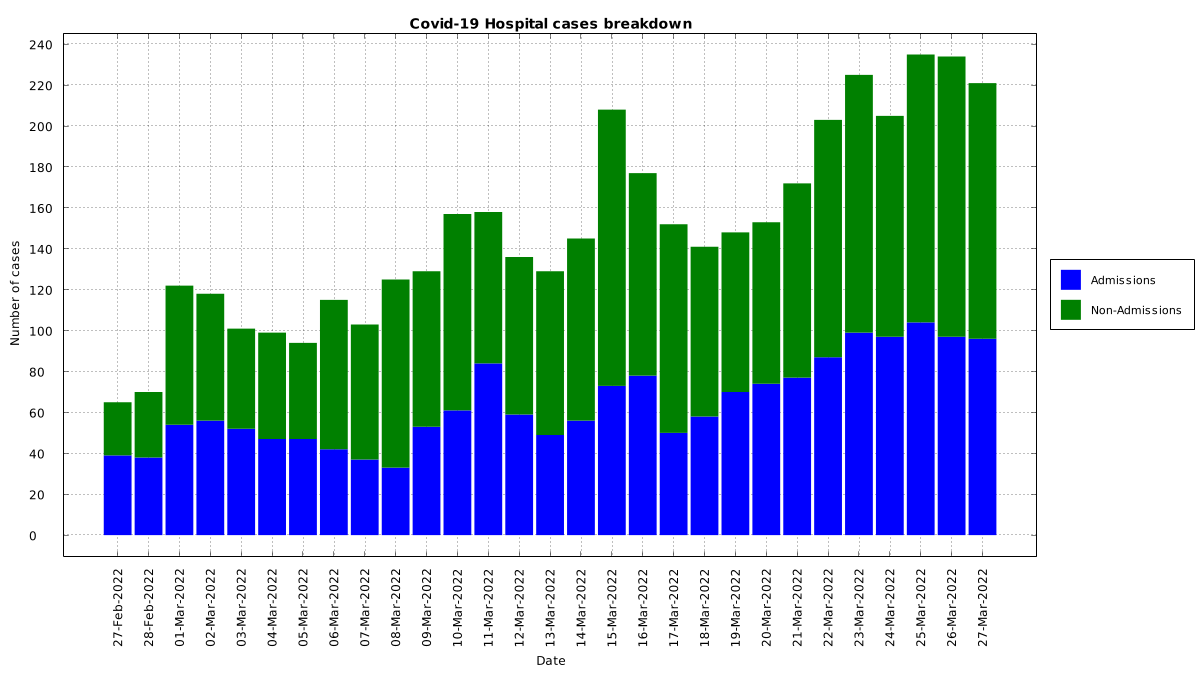 Covid-19 Hospital cases breakdown
240
220
200
180
160
140
120
100
80
60
40
20
0
Number of cases
27-Feb-2022
28-Feb-2022
01-Mar-2022
02-Mar-2022
03-Mar-2022
04-Mar-2022
05-Mar-2022
06-Mar-2022
07-Mar-2022
08-Mar-2022
09-Mar-2022
10-Mar-2022
11-Mar-2022
12-Mar-2022
13-Mar-2022
14-Mar-2022
15-Mar-2022
16-Mar-2022
17-Mar-2022
18-Mar-2022
19-Mar-2022
20-Mar-2022
21-Mar-2022
22-Mar-2022
23-Mar-2022
24-Mar-2022
25-Mar-2022
26-Mar-2022
27-Mar-2022
Date
Admissions
Non-Admissions